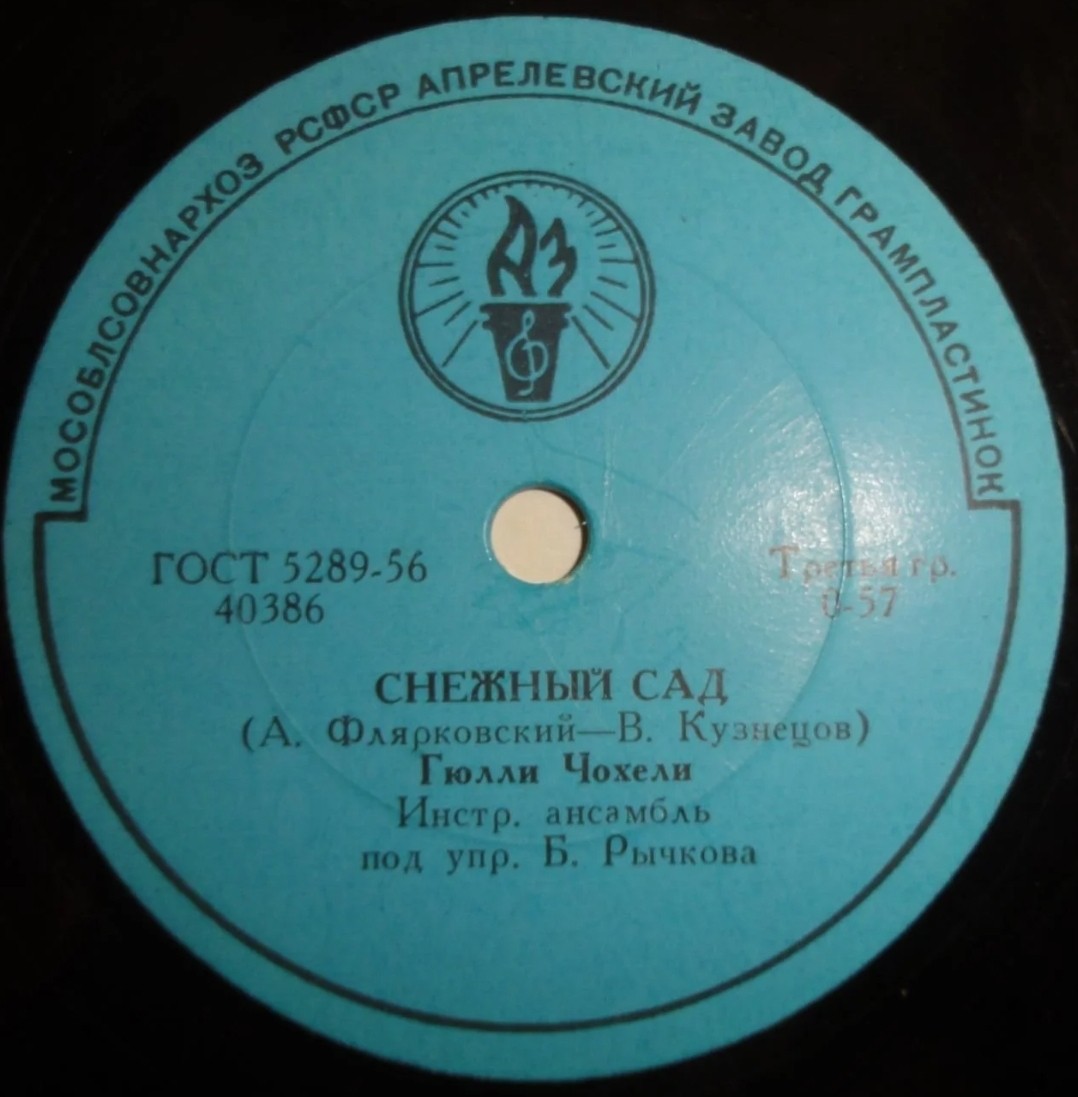 МОСОБЛСОВНАРХОЗ РСФСР АПРЕЛЕВСКИЙ ЗАВОД ГРАМПЛАСТИНОК
АЗ
ГОСТ 5289-56
40386
Третья гр.
0-57
СНЕЖНЫЙ САД
(А. Флярковский—В. Кузнецов)
Гюлли Чохели
Инстр. ансамбль
под упр. Б. Рычкова